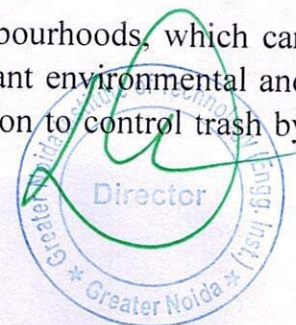 bourhoods, which can
ant environmental and
on to control trash by
Greater Noida Institute of Technology (Engg. Inst.)
Director
* Greater Noida *